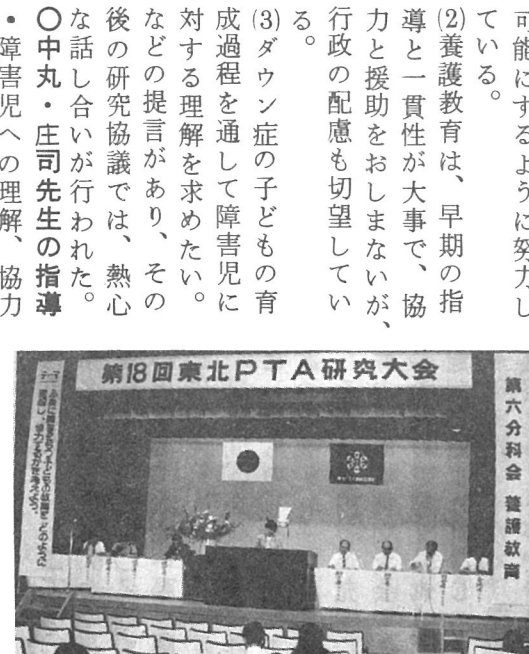 可能にするように努力し
ている。
(2)養護教育は、早期の指
導と一貫性が大事で、協
力と援助をおしまないが、
行政の配慮も切望してい
る。
(3)ダウン症の子どもの育
成過程を通して障害児に
対する理解を求めたい。
などの提言があり、その
後の研究協議では、熱心
な話し合いが行われた。
〇中丸・庄司先生の指導
・障害児への理解、協力
第18回東北PTA研究大会
第六分科会 養護教育